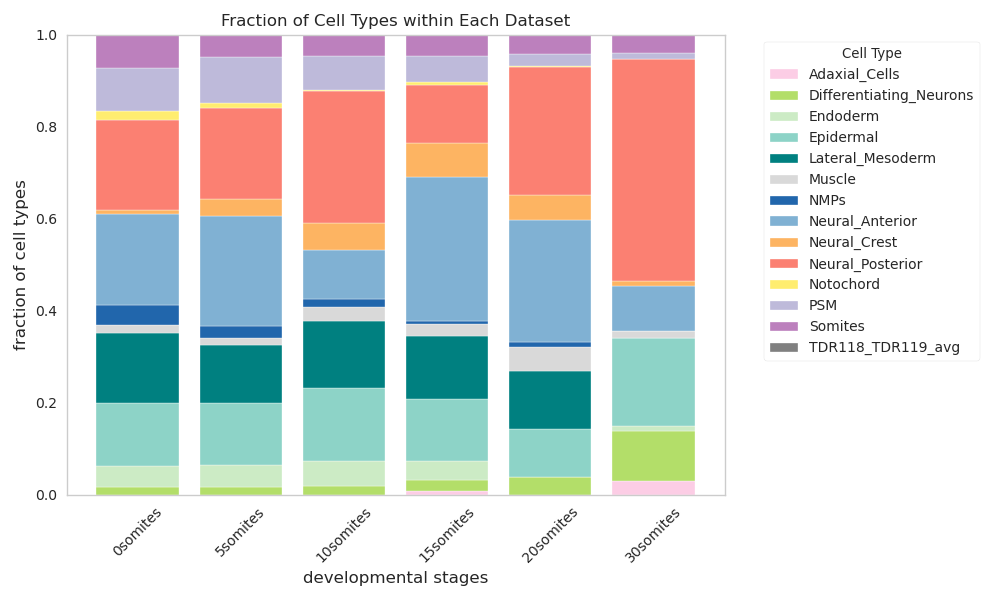 Fraction of Cell Types within Each Dataset
fraction of cell types
1.0
0.8
0.6
0.4
0.2
0.0
0somites
5somites
10somites
15somites
20somites
30somites
developmental stages
Cell Type
Adaxial_Cells
Differentiating_Neurons
Endoderm
Epidermal
Lateral_Mesoderm
Muscle
NMPs
Neural_Anterior
Neural_Crest
Neural_Posterior
Notochord
PSM
Somites
TDR118_TDR119_avg